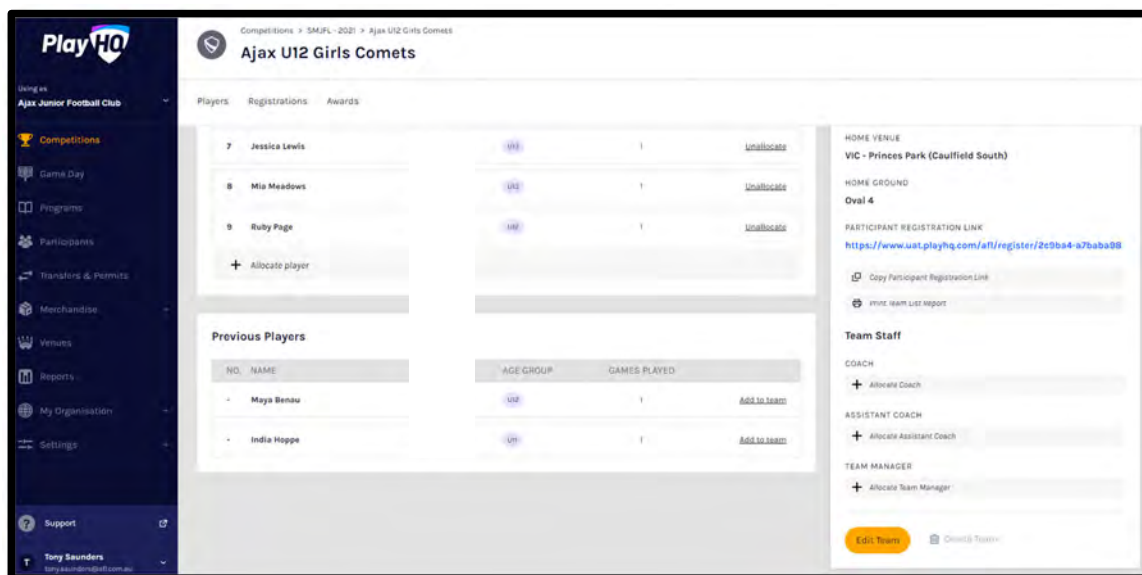 PlayHQ
Using as
Ajax Junior Football Club
Competitions
Game Day
Programs
Participants
Transfers & Permits
Merchandise
Venues
Reports
My Organisation
Settings
Support
T Tony Saunders
tony.saunders@afl.com.au
Competitions > SMJFL - 2021 > Ajax U12 Girls Comets
Ajax U12 Girls Comets
Players Registrations Awards
7 Jessica Lewis U12 1 Unallocate
8 Mia Meadows U12 1 Unallocate
9 Ruby Page U12 1 Unallocate
+ Allocate player
Previous Players
NO. NAME AGE GROUP GAMES PLAYED
- Maya Benau U12 1 Add to team
- India Hoppe U11 1 Add to team
HOME VENUE
VIC - Princes Park (Caulfield South)
HOME GROUND
Oval 4
PARTICIPANT REGISTRATION LINK
https://www.uat.playhq.com/afl/register/2c9ba4-a7baba98
Copy Participant Registration Link
Print Team List Report
Team Staff
COACH
+ Allocate Coach
ASSISTANT COACH
+ Allocate Assistant Coach
TEAM MANAGER
+ Allocate Team Manager
Edit Team Delete Team